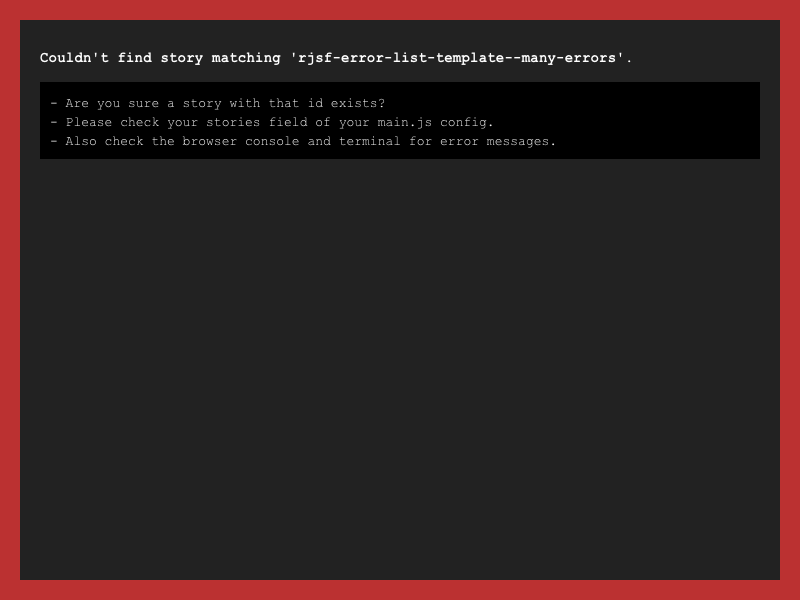 Couldn't find story matching 'rjsf-error-list-template--many-errors'.
- Are you sure a story with that id exists?
- Please check your stories field of your main.js config.
- Also check the browser console and terminal for error messages.